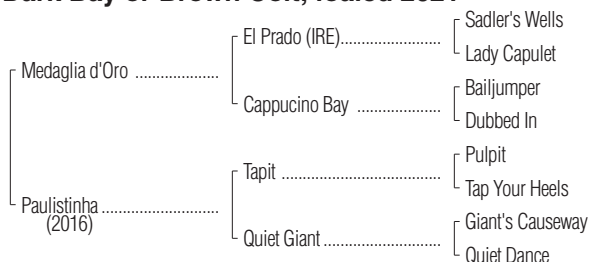 Dark Bay or Brown Colt; foaled 2021
Sadler's Wells
El Prado (IRE)........................
Lady Capulet
Medaglia d'Oro ....................
Bailjumper
Cappucino Bay ....................
Dubbed In
Pulpit
Tapit ......................................
Tap Your Heels
Paulistinha ............................
(2016)
Giant's Causeway
Quiet Giant ............................
Quiet Dance